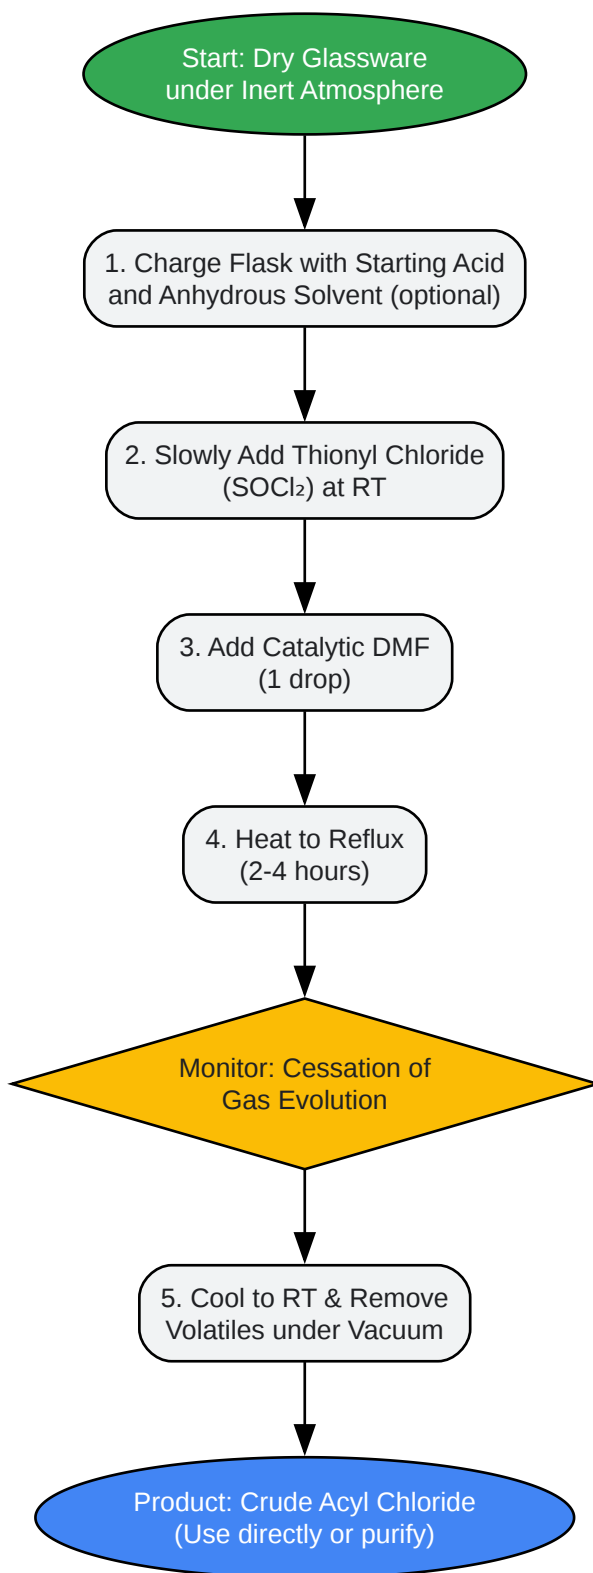 Start: Dry Glassware
under Inert Atmosphere
1. Charge Flask with Starting Acid
and Anhydrous Solvent (optional)
2. Slowly Add Thionyl Chloride
(SOCl₂) at RT
3. Add Catalytic DMF
(1 drop)
4. Heat to Reflux
(2-4 hours)
Monitor: Cessation of
Gas Evolution
5. Cool to RT & Remove
Volatiles under Vacuum
Product: Crude Acyl Chloride
(Use directly or purify)